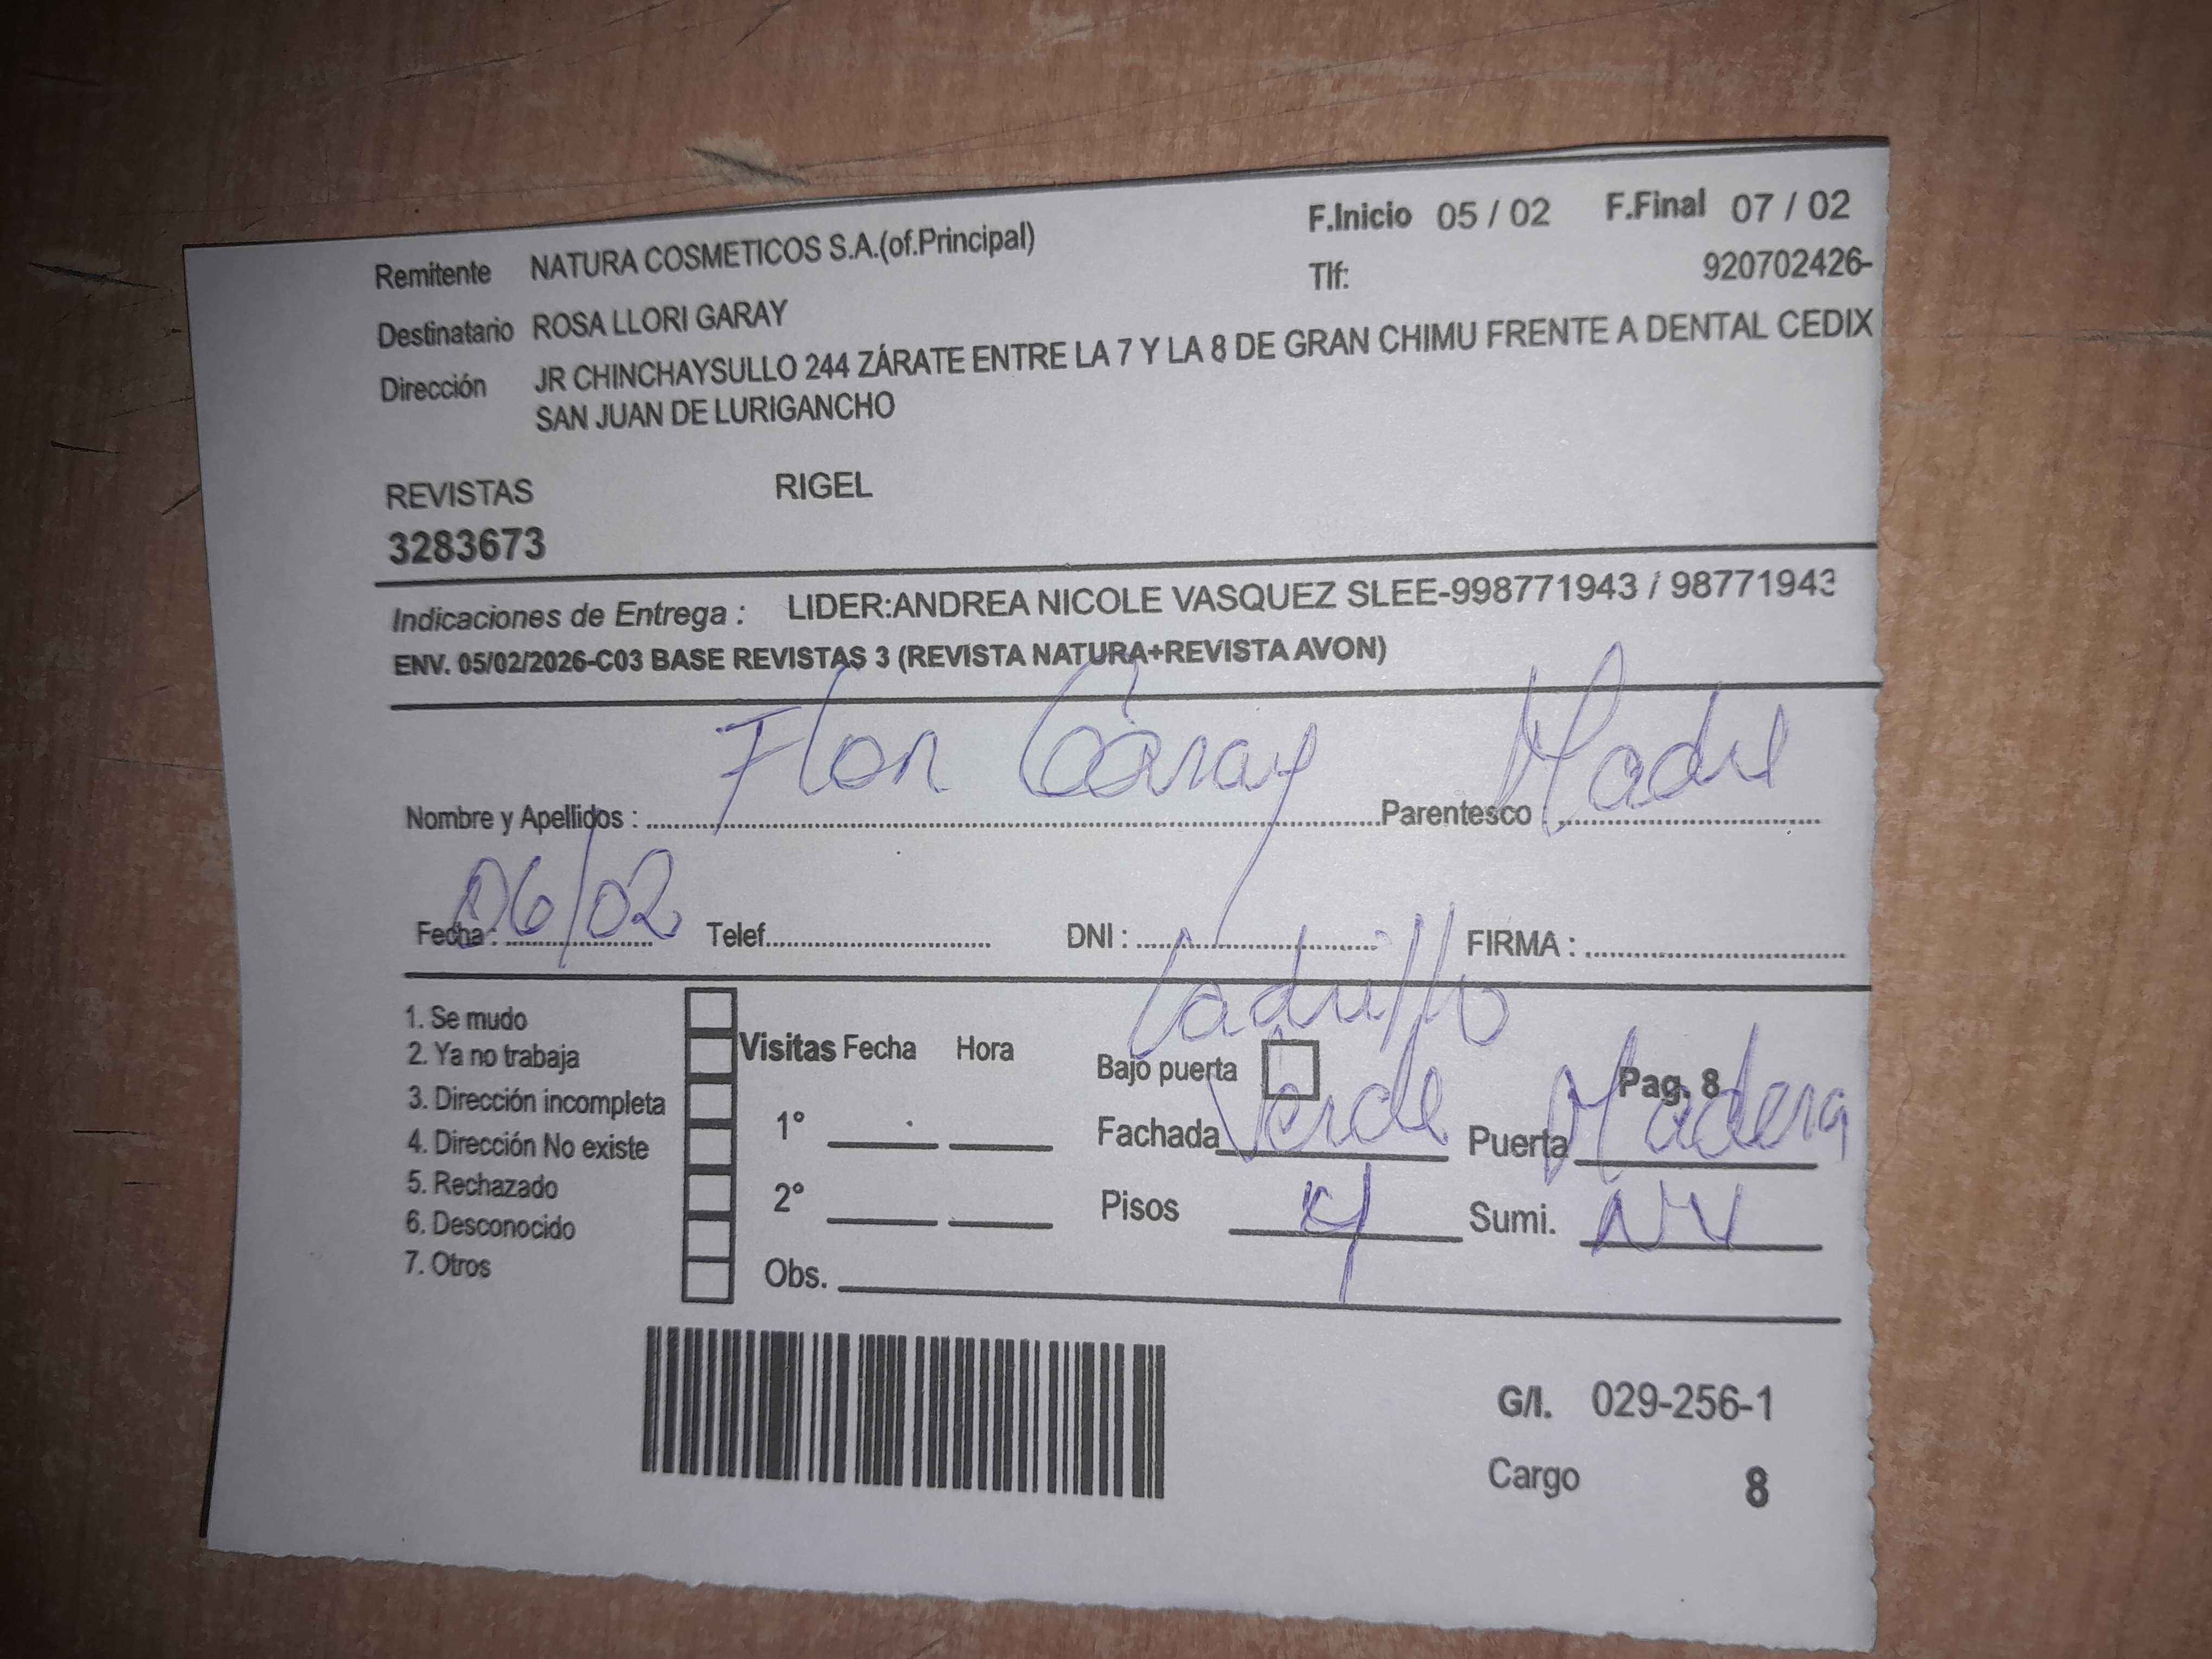 F.Inicio 05 / 02 F.Final 07 / 02
Remitente NATURA COSMETICOS S.A.(of.Principal)
Tlf: 920702426-
Destinatario ROSA LLORI GARAY
Dirección JR CHINCHAYSULLO 244 ZÁRATE ENTRE LA 7 Y LA 8 DE GRAN CHIMU FRENTE A DENTAL CEDIX
SAN JUAN DE LURIGANCHO
REVISTAS RIGEL
3283673
Indicaciones de Entrega : LIDER:ANDREA NICOLE VASQUEZ SLEE-998771943 / 98771943
ENV. 05/02/2026-C03 BASE REVISTAS 3 (REVISTA NATURA+REVISTA AVON)
Nombre y Apellidos : Flor Garay Parentesco : Madre
Fecha : 06/02 Telef. DNI : FIRMA :
Ladrillo
1. Se mudo
2. Ya no trabaja
3. Dirección incompleta
4. Dirección No existe
5. Rechazado
6. Desconocido
7. Otros
Visitas Fecha Hora
1°
2°
Obs.
Bajo puerta Pag. 8
Fachada Verde Puerta Madera
Pisos 4 Sumi. NV
G/I. 029-256-1
Cargo 8